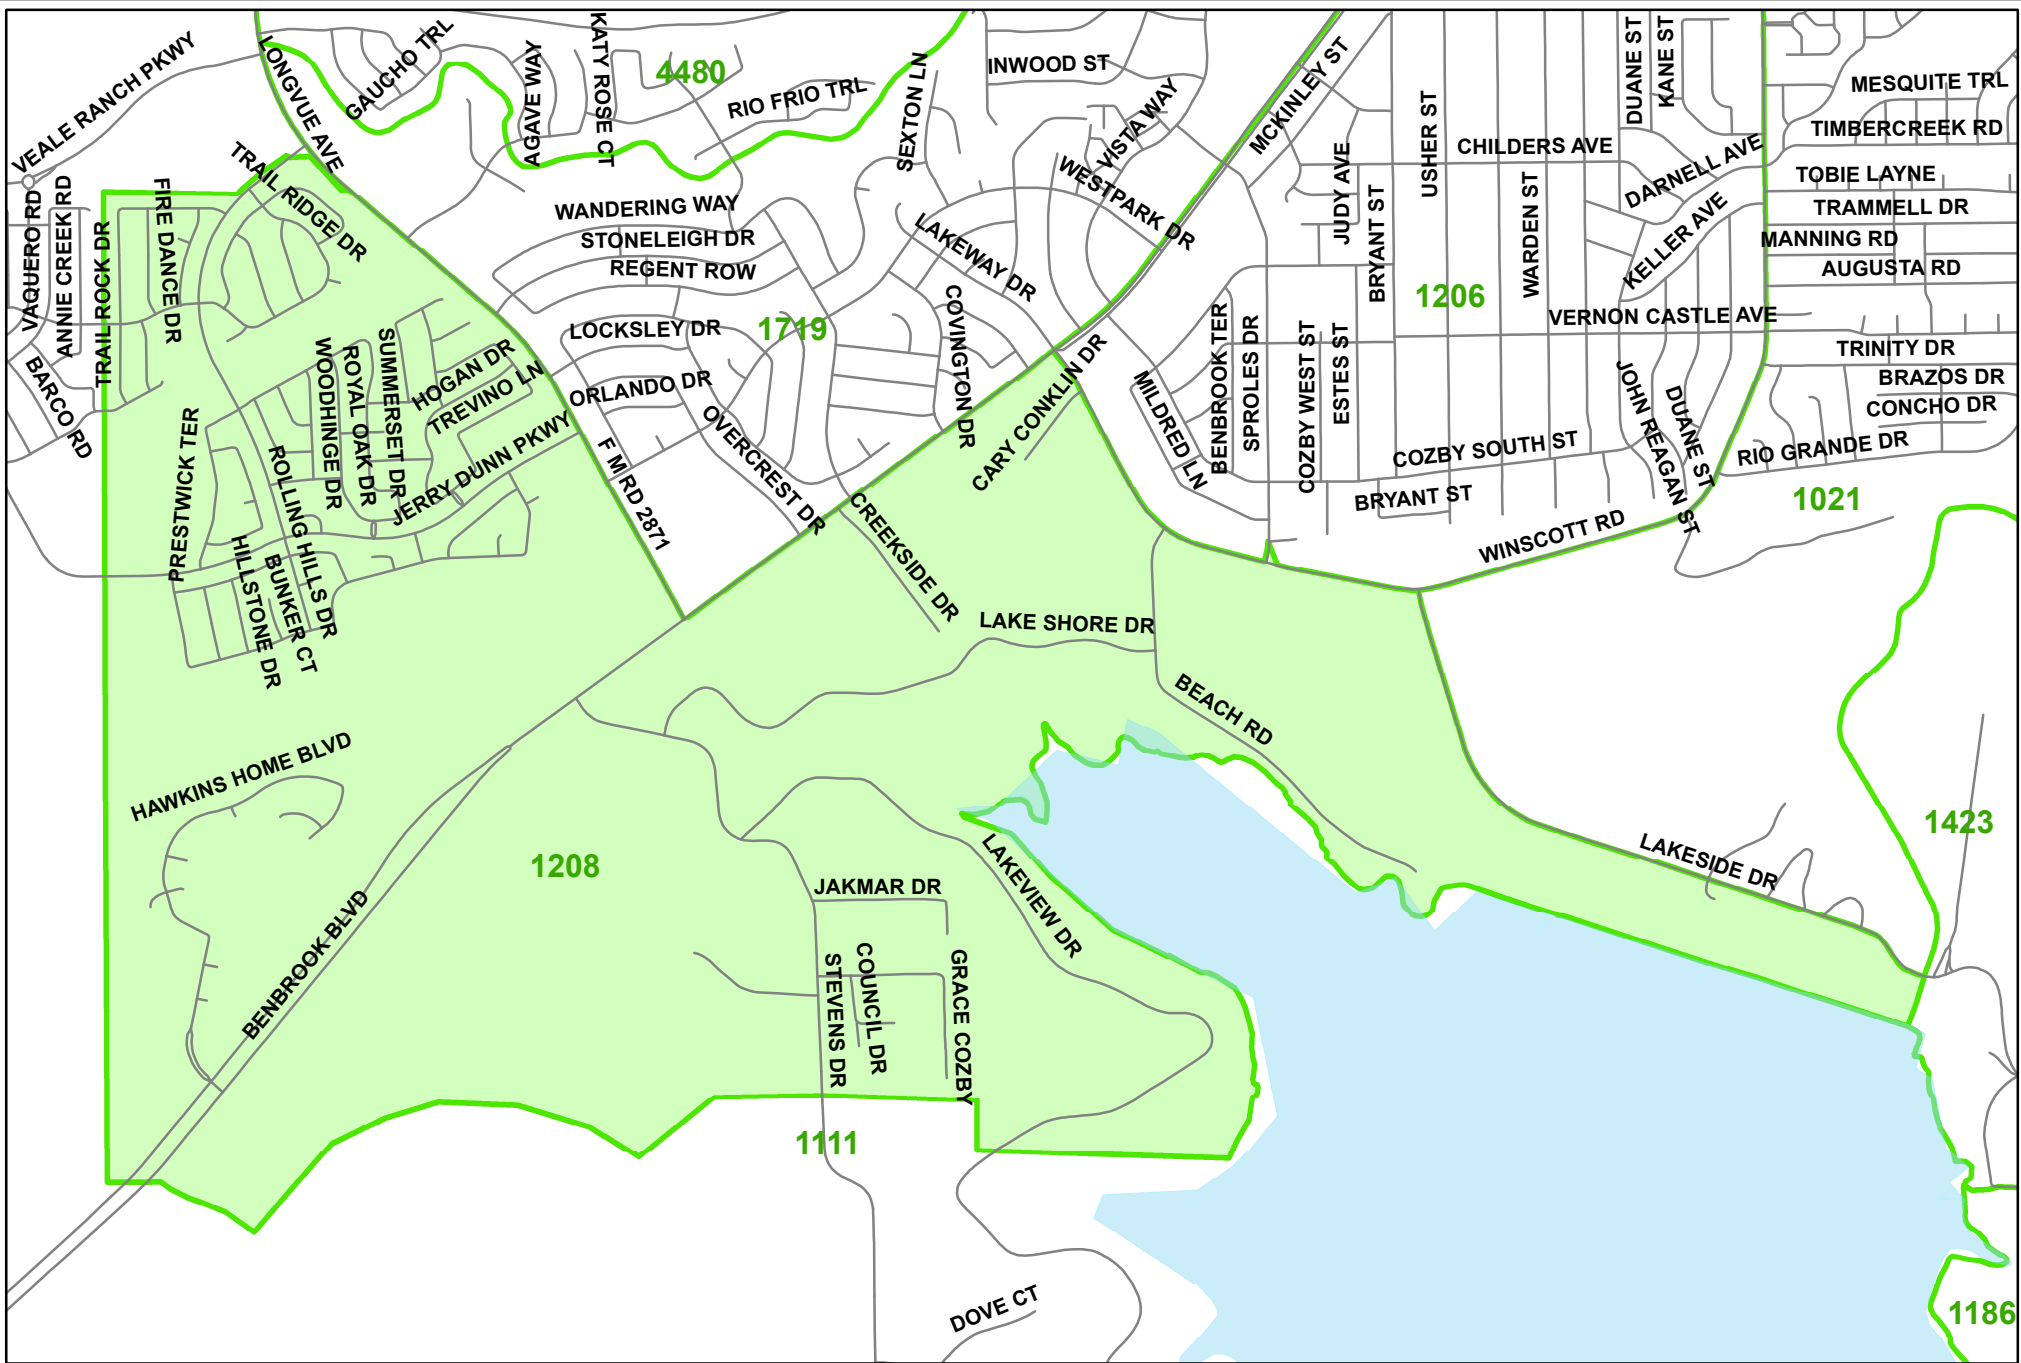 VEALE RANCH PKWY
LONGVUE AVE
GAUCHO TRL
AGAVE WAY
KATY ROSE CT
4480
RIO FRIO TRL
SEXTON LN
INWOOD ST
VISTA WAY
WESTPARK DR
MCKINLEY ST
USHER ST
DUANE ST
KANE ST
CHILDERS AVE
DARNELL AVE
MESQUITE TRL
TIMBERCREEK RD
TOBIE LAYNE
TRAMMELL DR
MANNING RD
AUGUSTA RD
VAQUERO RD
ANNIE CREEK RD
TRAIL ROCK DR
FIRE DANCE DR
TRAIL RIDGE DR
WANDERING WAY
STONELEIGH DR
REGENT ROW
LAKEWAY DR
JUDY AVE
BRYANT ST
WARDEN ST
KELLER AVE
1206
BARCO RD
WOODHINGE DR
ROYAL OAK DR
SUMMERSET DR
HOGAN DR
TREVINO LN
LOCKSLEY DR
1719
COVINGTON DR
ORLANDO DR
OVERCREST DR
CARY CONKLIN DR
MILDRED LN
BENBROOK TER
SPROLES DR
COZBY WEST ST
ESTES ST
VERNON CASTLE AVE
TRINITY DR
BRAZOS DR
CONCHO DR
JOHN REAGAN ST
DUANE ST
RIO GRANDE DR
1021
PRESTWICK TER
ROLLING HILLS DR
JERRY DUNN PKWY
F M RD 2871
COZBY SOUTH ST
BRYANT ST
WINSCOTT RD
HILLSTONE DR
BUNKER CT
CREEKSIDE DR
LAKE SHORE DR
BEACH RD
HAWKINS HOME BLVD
1208
BENBROOK BLVD
JAKMAR DR
LAKEVIEW DR
STEVENS DR
COUNCIL DR
GRACE COZBY
LAKESIDE DR
1423
1111
DOVE CT
1186